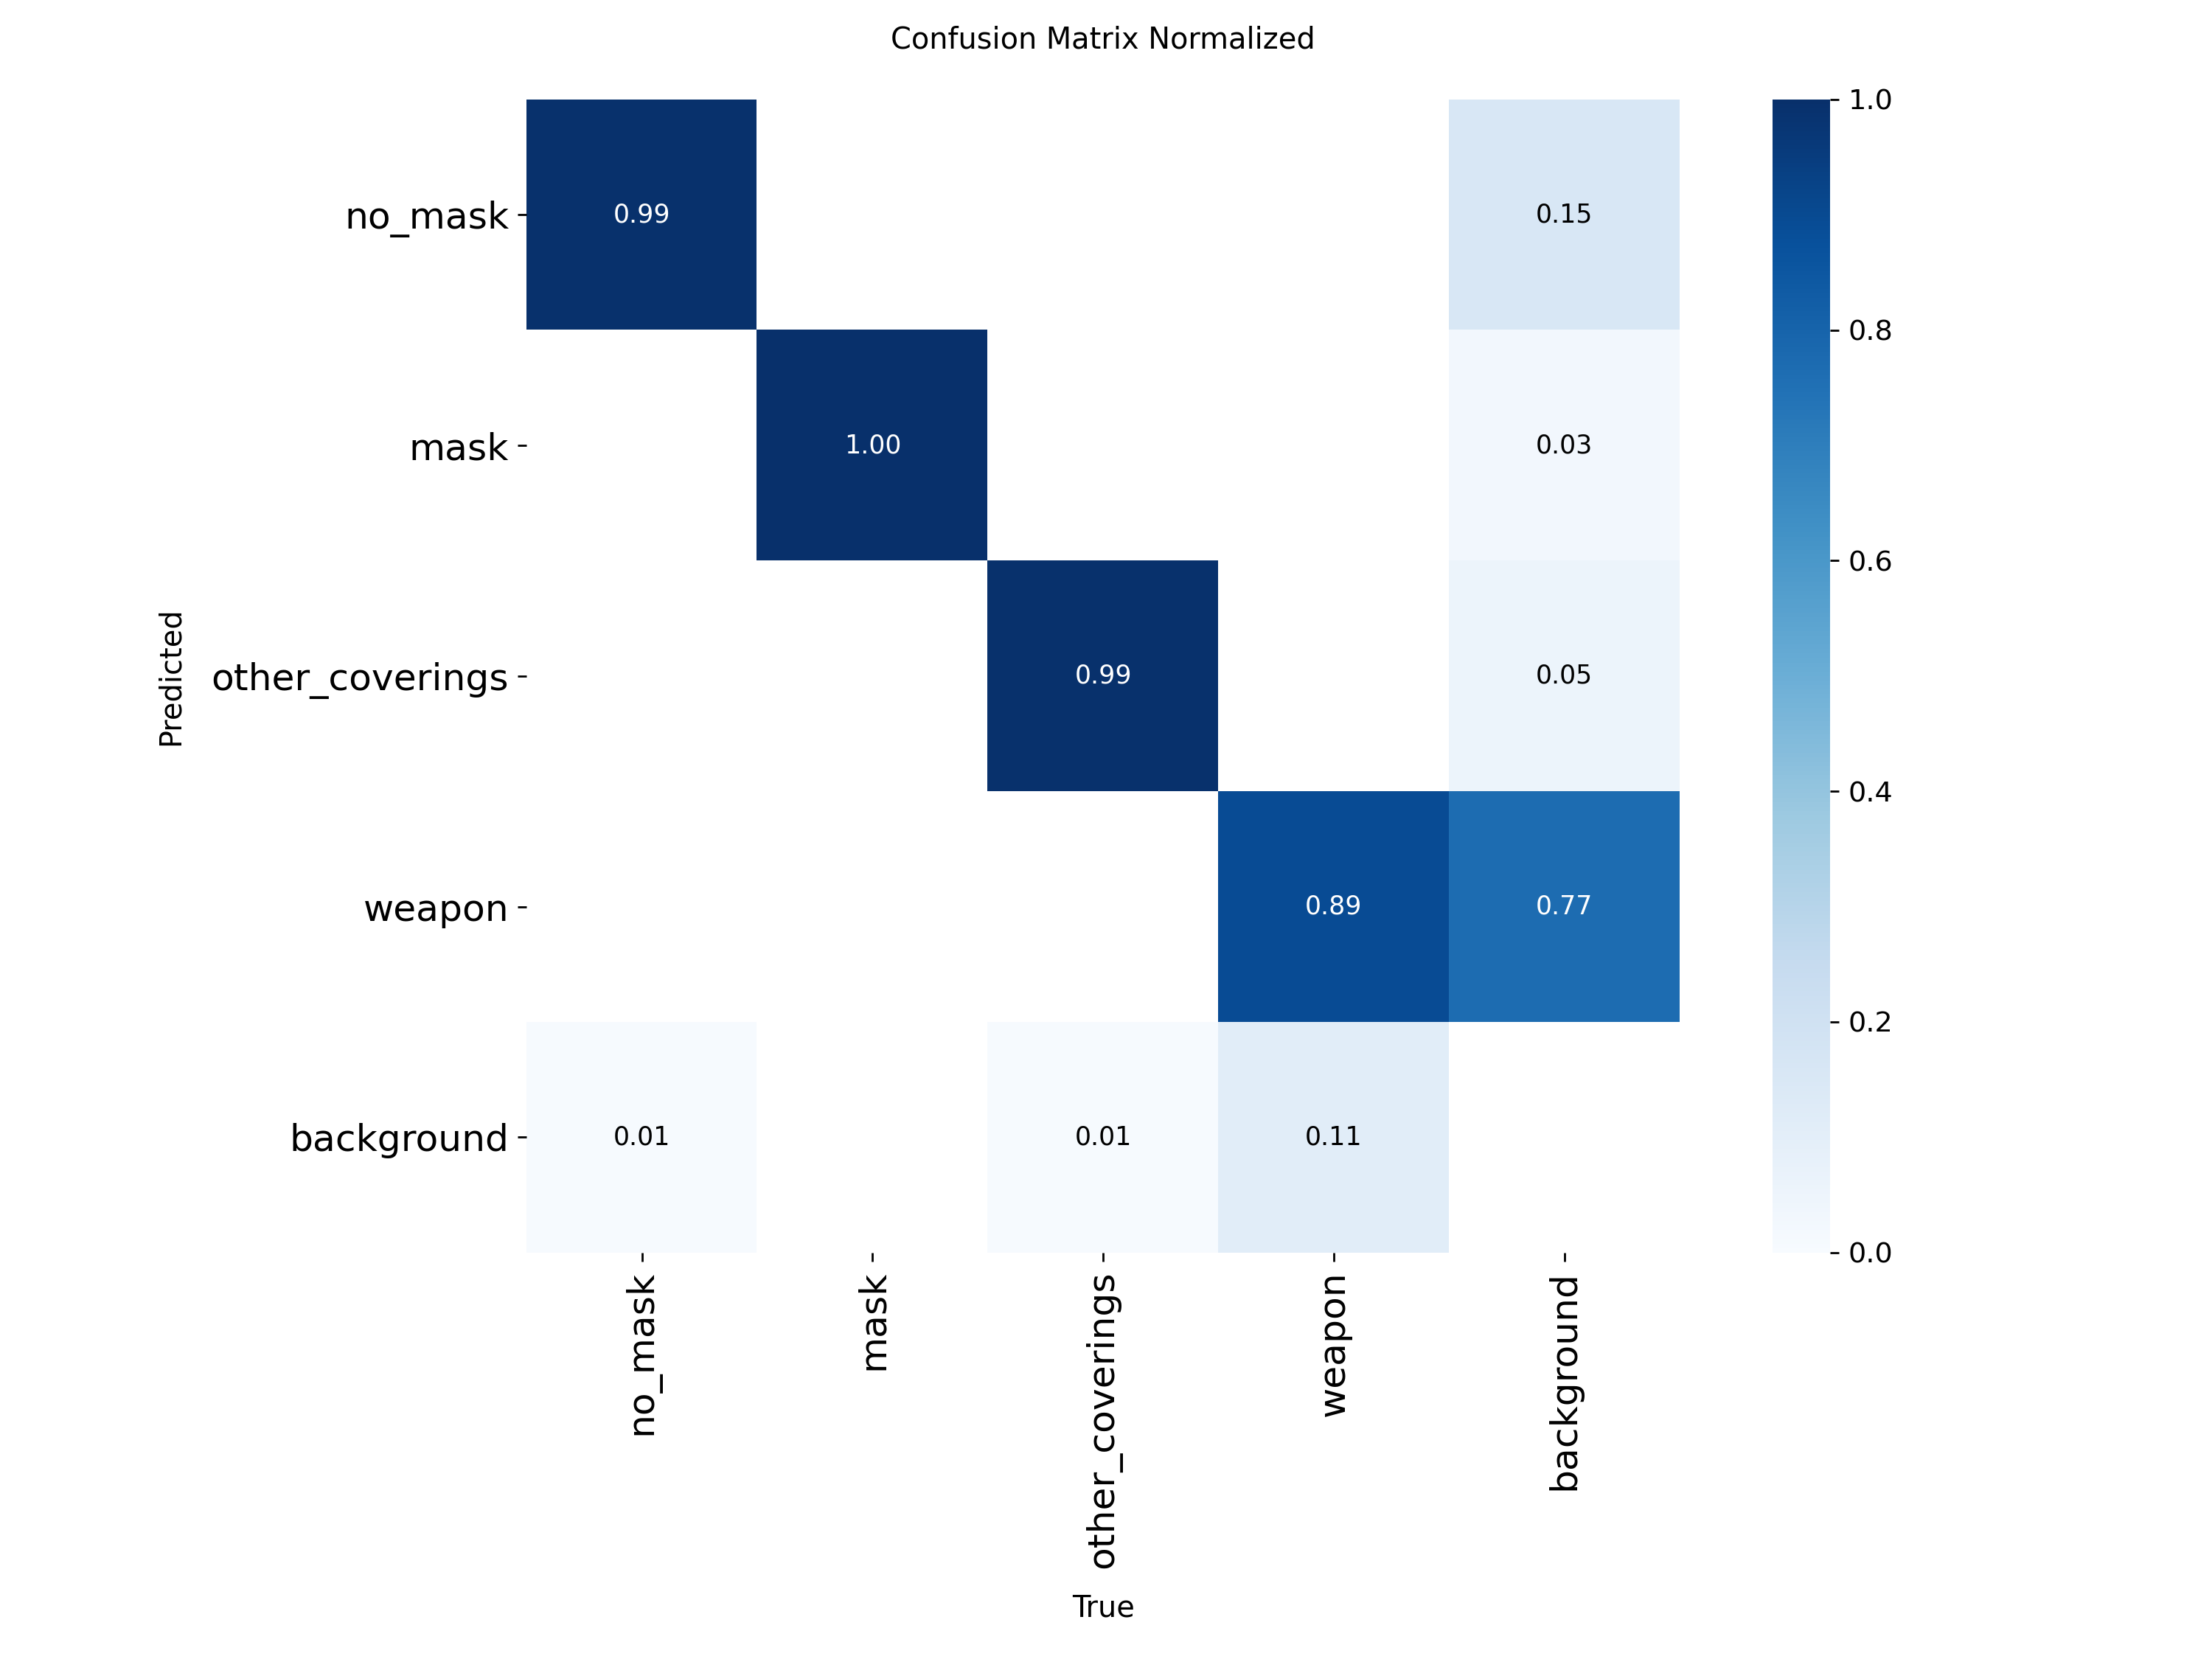 Confusion Matrix Normalized
1.0
no_mask 0.99 0.15
0.8
mask 1.00 0.03
0.6
Predicted
other_coverings 0.99 0.05
0.4
weapon 0.89 0.77
0.2
background 0.01 0.01 0.11
0.0
no_mask mask other_coverings weapon background
True